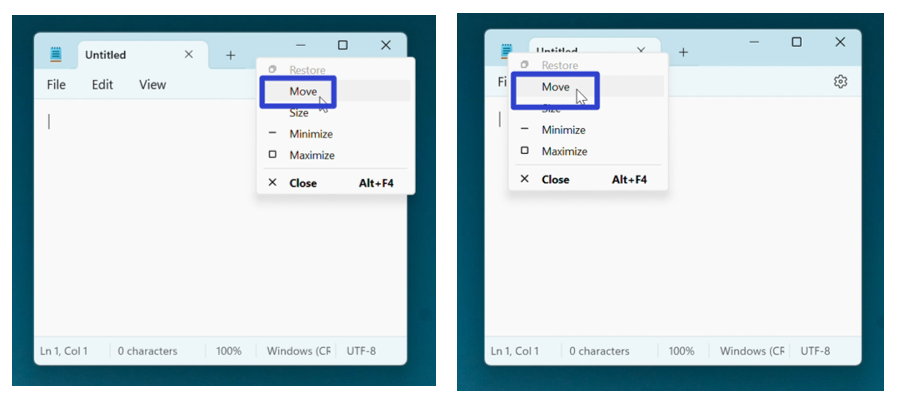 Untitled
File Edit View
Restore
Move
Size
Minimize
Maximize
Close Alt+F4
Ln 1, Col 1 0 characters 100% Windows (CF UTF-8
Untitled
Fi
Restore
Move
Size
Minimize
Maximize
Close Alt+F4
Ln 1, Col 1 0 characters 100% Windows (CF UTF-8